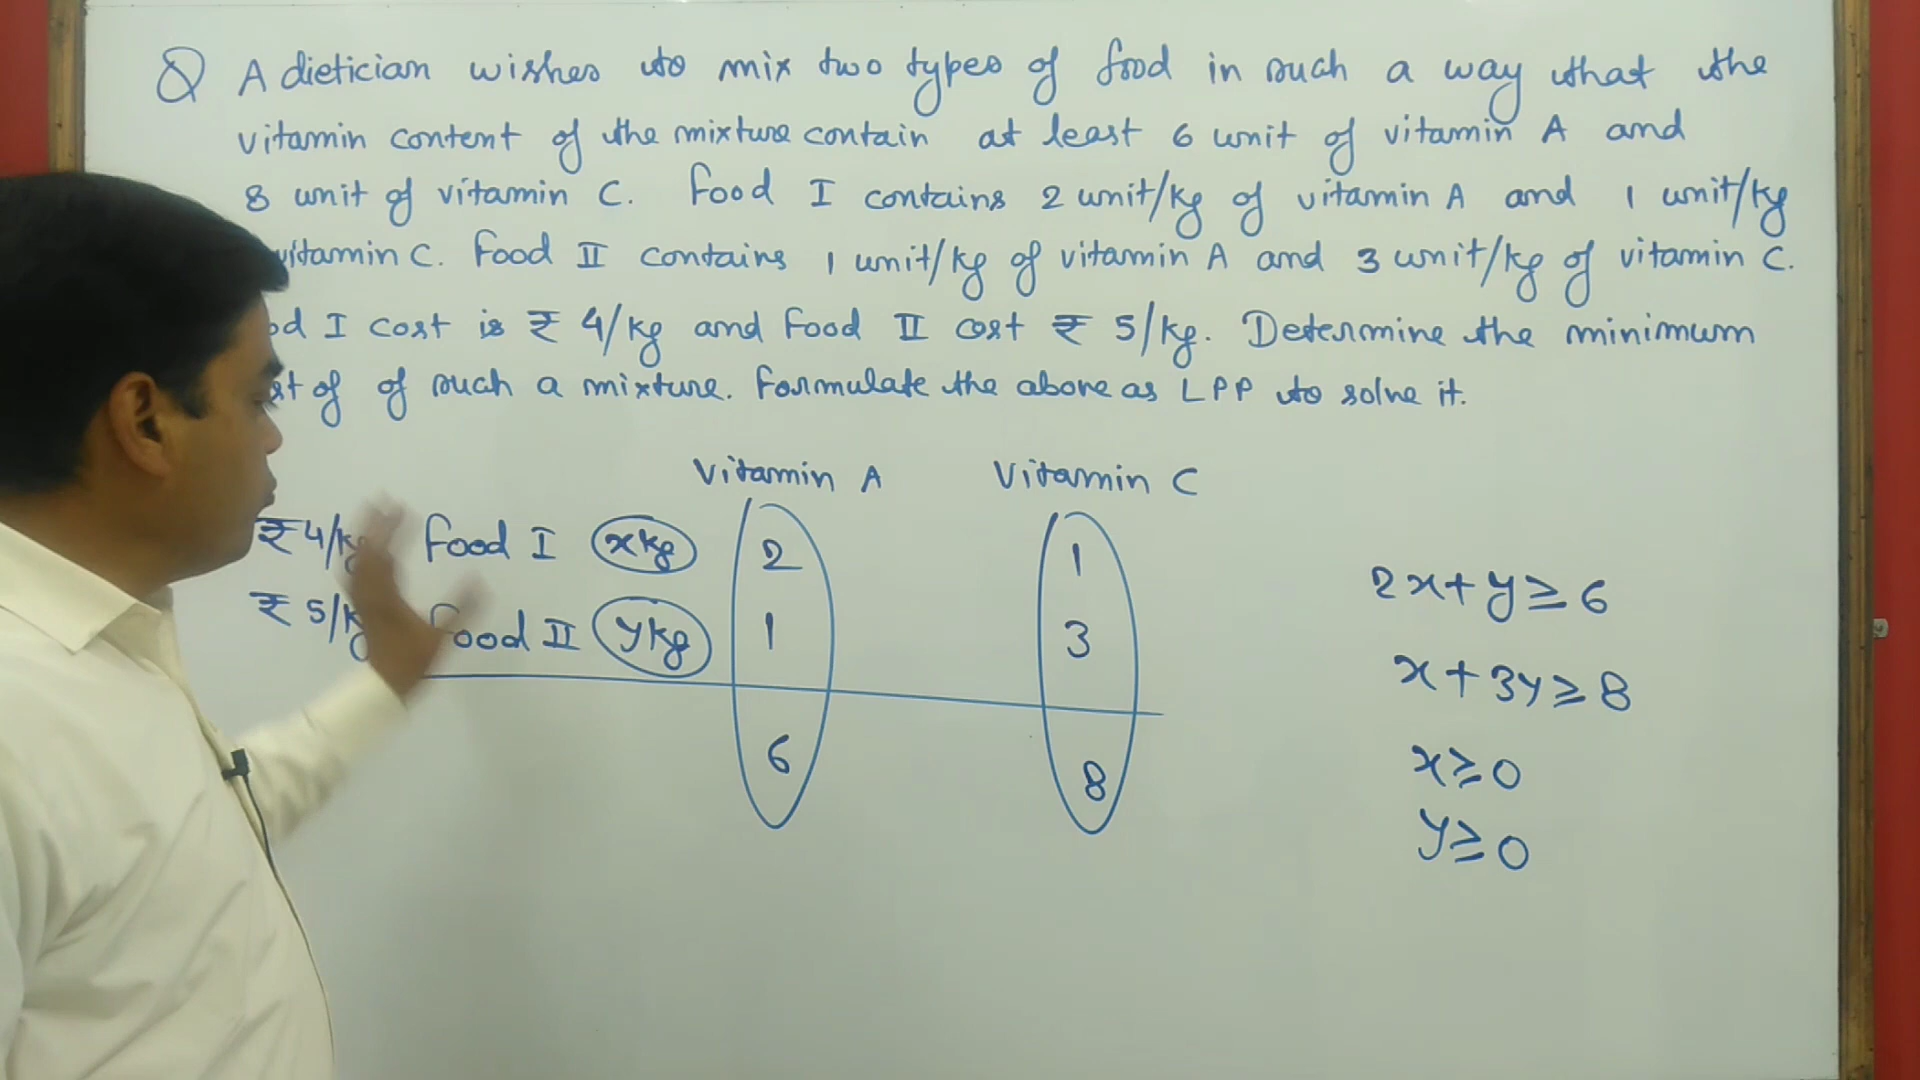 Q A dietician wishes to mix two types of food in such a way that the
vitamin content of the mixture contain at least 6 unit of vitamin A and
8 unit of vitamin C. Food I contains 2 unit/kg of vitamin A and 1 unit/kg
vitamin C. Food II contains 1 unit/kg of vitamin A and 3 unit/kg of vitamin C.
I cost is ₹ 4/kg and Food II cost ₹ 5/kg. Determine the minimum
of of such a mixture. Formulate the above as LPP to solve it.
Vitamin A Vitamin C
₹ 4/kg Food I x kg 2 1
₹ 5/kg Food II y kg 1 3
6 8
2x+y≥6
x+3y≥8
x≥0
y≥0